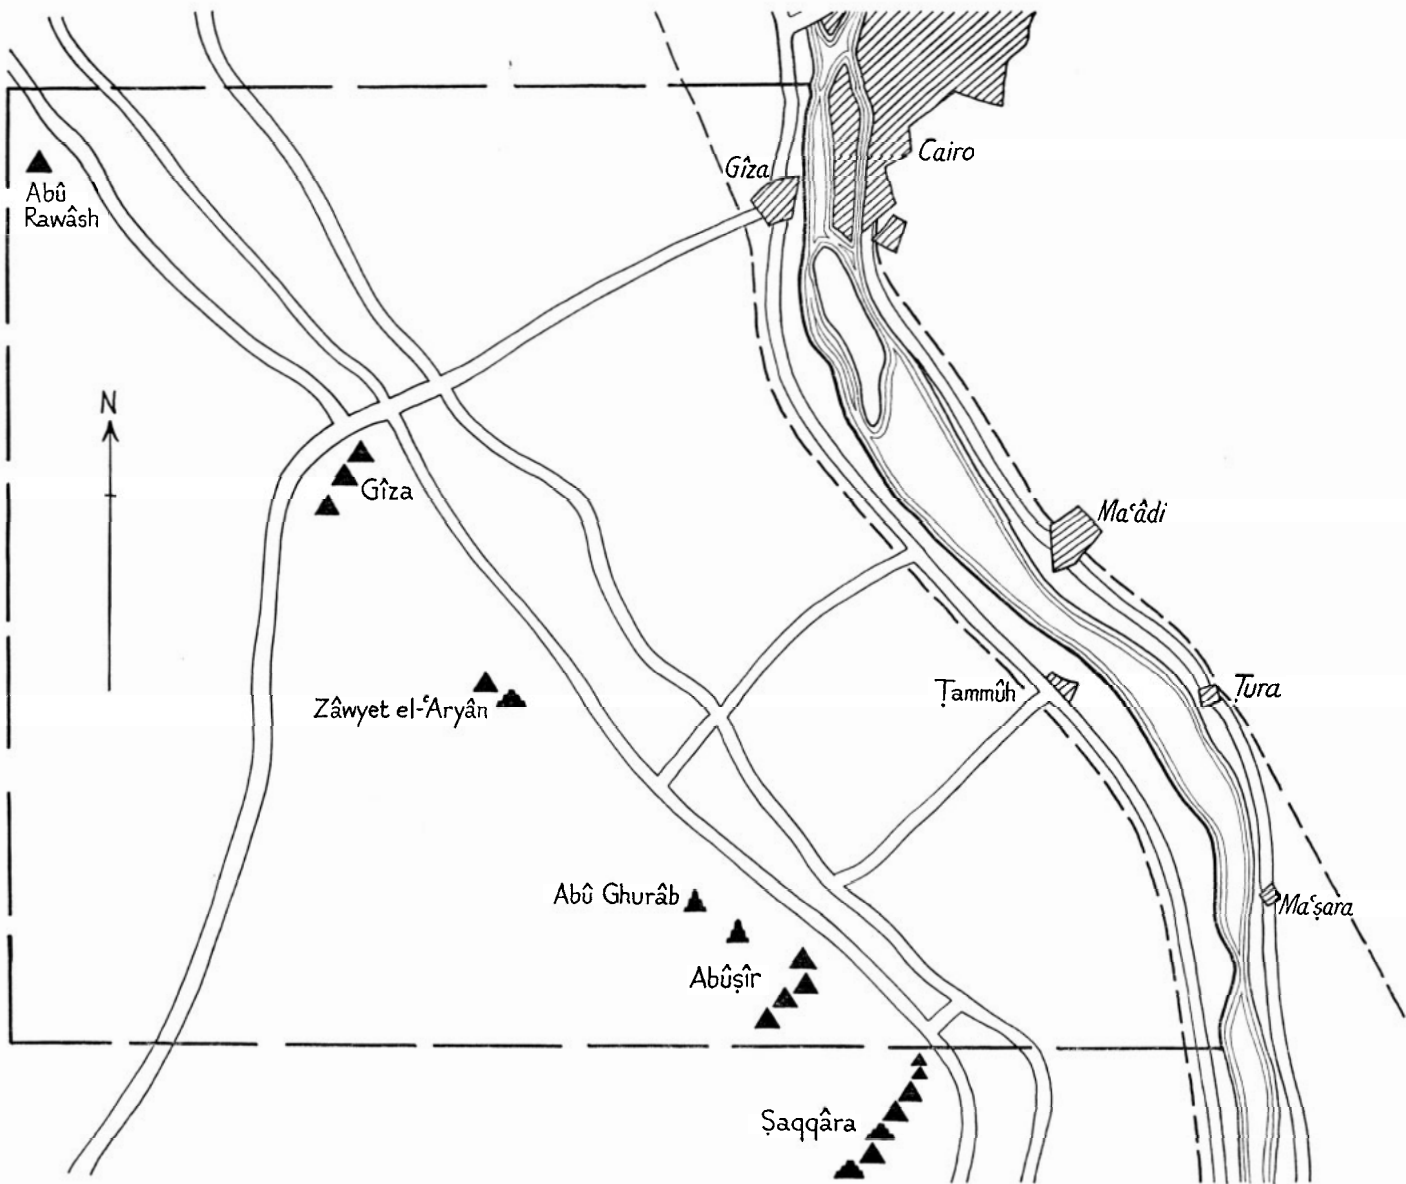 Cairo
Gîza
Abû
Rawâsh
N
Gîza
Maʿâdi
Ṭammûh
Ṭura
Zâwyet el-ʿAryân
Abû Ghurâb
Maʿṣara
Abûṣîr
Ṣaqqâra